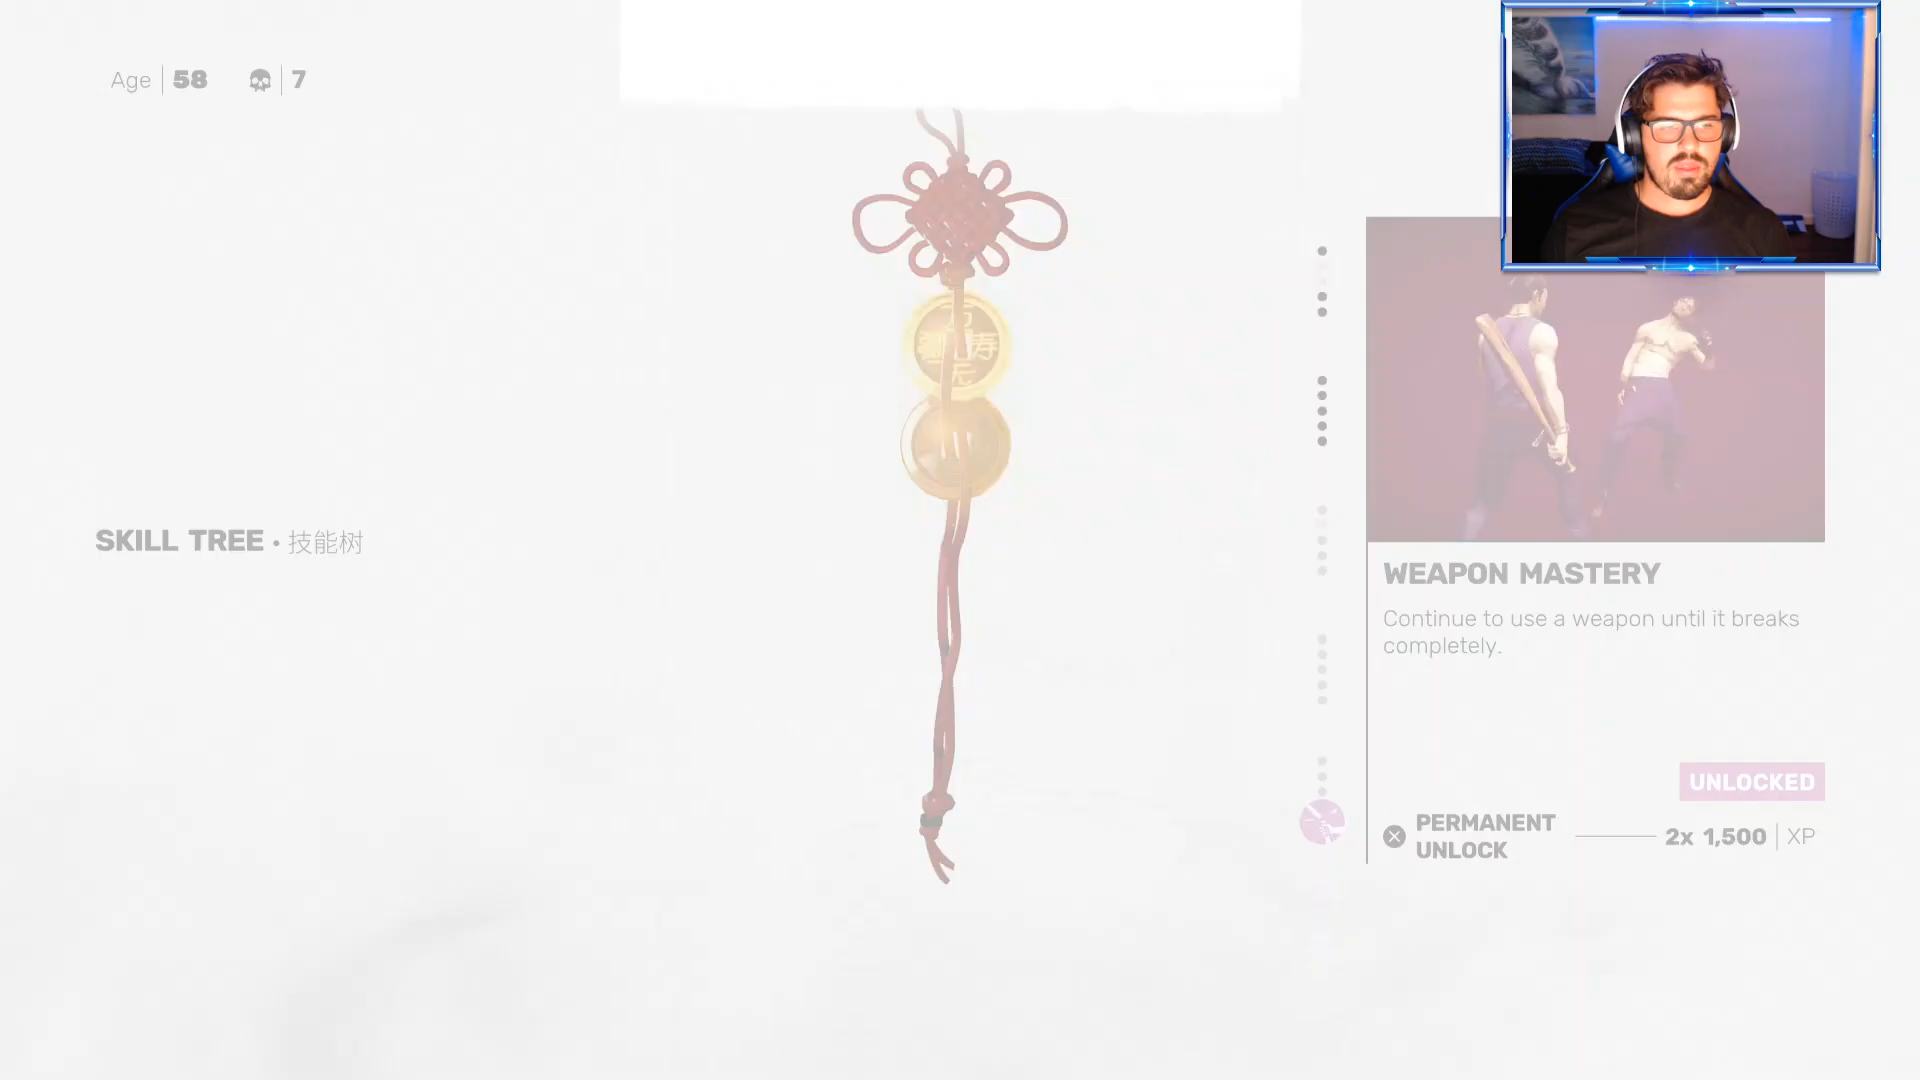 Age 58 7
SKILL TREE • 技能树
WEAPON MASTERY
Continue to use a weapon until it breaks
completely.
UNLOCKED
PERMANENT
UNLOCK
2x 1,500 XP